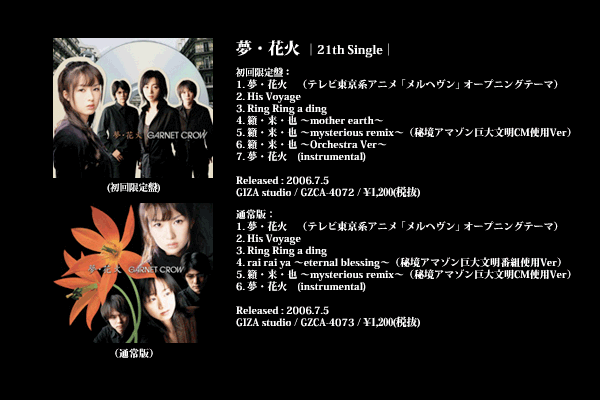 夢・花火 ｜21th Single｜
初回限定盤：
1. 夢・花火　（テレビ東京系アニメ「メルヘヴン」オープニングテーマ）
2. His Voyage
3. Ring Ring a ding
4. 籟・来・也 ～mother earth～
5. 籟・来・也 ～mysterious remix～（秘境アマゾン巨大文明CM使用Ver）
6. 籟・来・也 ～Orchestra Ver～
7. 夢・花火　(instrumental)
Released : 2006.7.5
GIZA studio / GZCA-4072 / ¥1,200(税抜)
夢・花火 GARNET CROW
(初回限定盤)
通常版：
1. 夢・花火　（テレビ東京系アニメ「メルヘヴン」オープニングテーマ）
2. His Voyage
3. Ring Ring a ding
4. rai rai ya ～eternal blessing～（秘境アマゾン巨大文明番組使用Ver）
5. 籟・来・也 ～mysterious remix～（秘境アマゾン巨大文明CM使用Ver）
6. 夢・花火　(instrumental)
Released : 2006.7.5
GIZA studio / GZCA-4073 / ¥1,200(税抜)
夢・花火 GARNET CROW
（通常版）